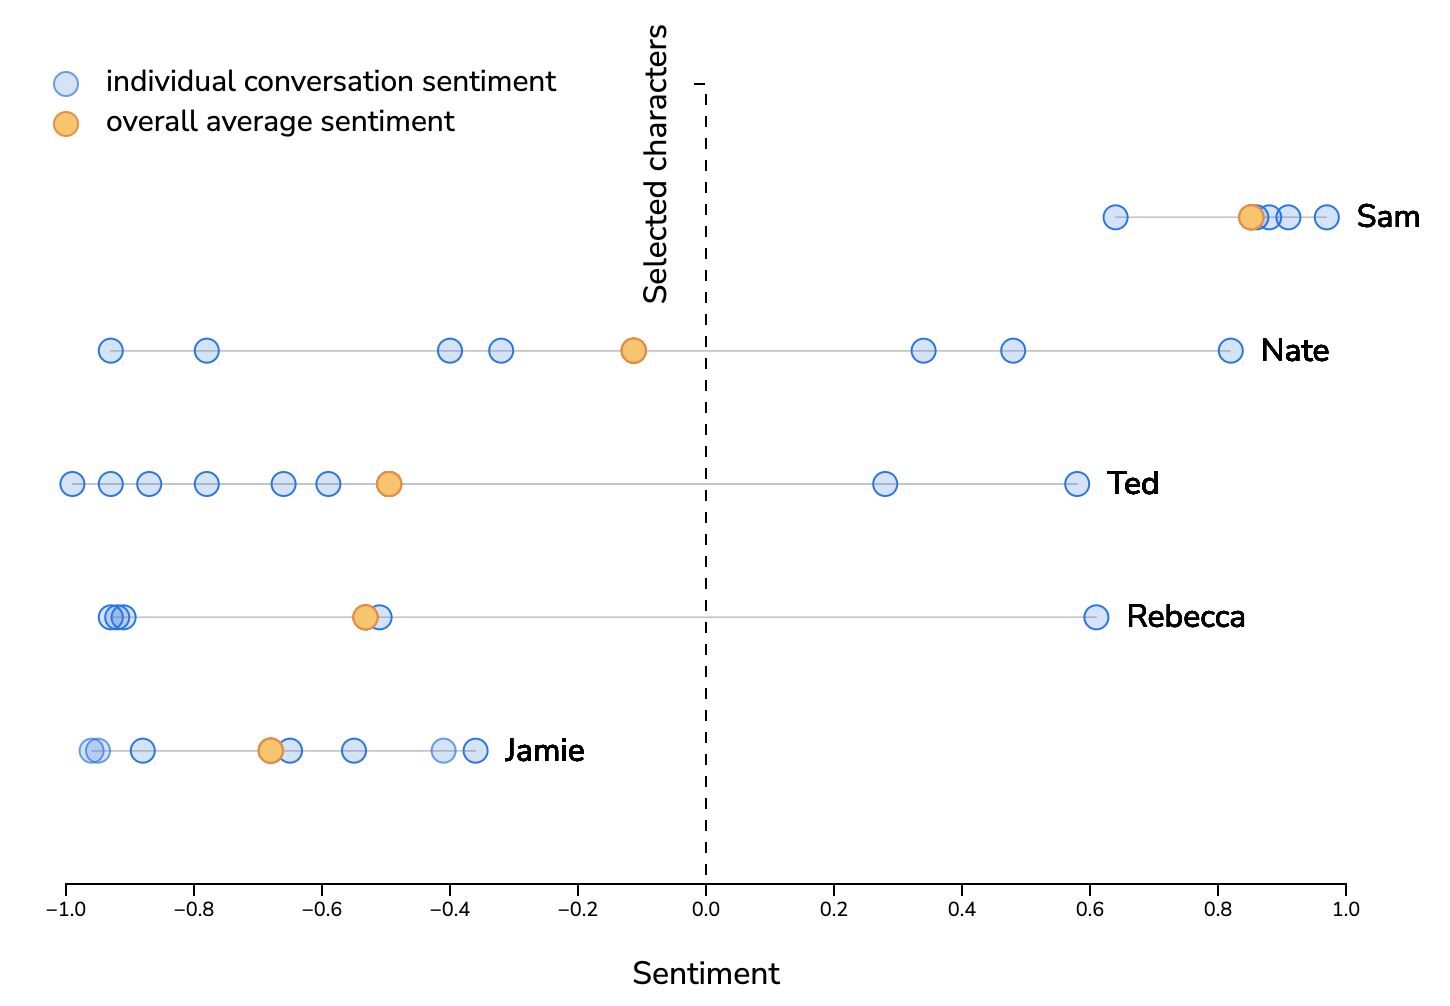 individual conversation sentiment
overall average sentiment
Selected characters
Sam
Nate
Ted
Rebecca
Jamie
−1.0 −0.8 −0.6 −0.4 −0.2 0.0 0.2 0.4 0.6 0.8 1.0
Sentiment